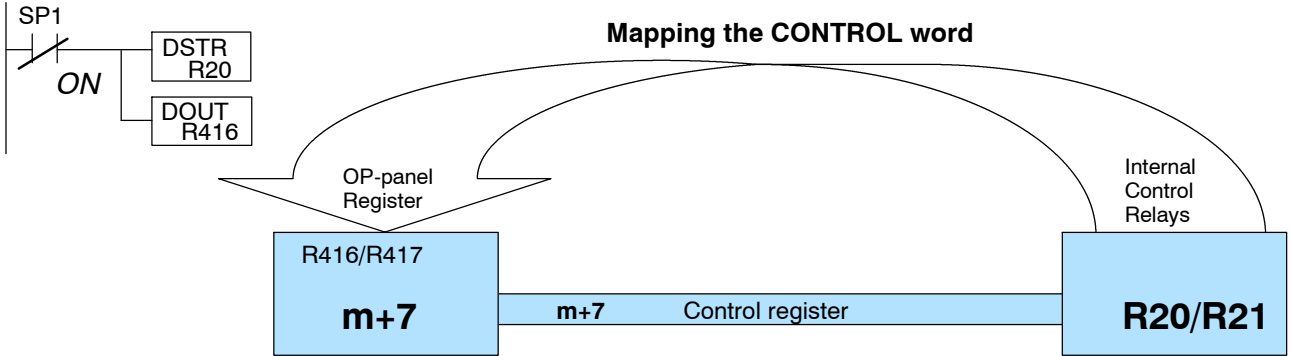 SP1
DSTR
R20
ON
DOUT
R416
Mapping the CONTROL word
OP-panel
Register
Internal
Control
Relays
R416/R417
m+7
m+7 Control register
R20/R21